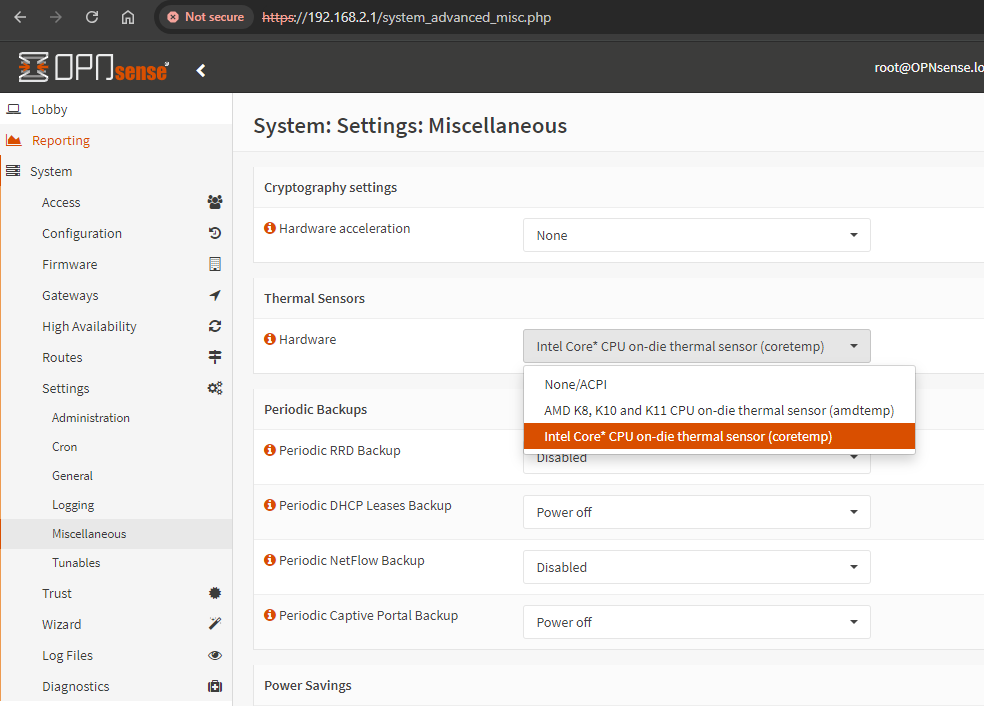 Not secure https://192.168.2.1/system_advanced_misc.php
OPNsense root@OPNsense.lo
Lobby
Reporting
System
Access
Configuration
Firmware
Gateways
High Availability
Routes
Settings
Administration
Cron
General
Logging
Miscellaneous
Tunables
Trust
Wizard
Log Files
Diagnostics
System: Settings: Miscellaneous
Cryptography settings
Hardware acceleration None
Thermal Sensors
Hardware Intel Core* CPU on-die thermal sensor (coretemp)
None/ACPI
AMD K8, K10 and K11 CPU on-die thermal sensor (amdtemp)
Intel Core* CPU on-die thermal sensor (coretemp)
Periodic Backups
Periodic RRD Backup Disabled
Periodic DHCP Leases Backup Power off
Periodic NetFlow Backup Disabled
Periodic Captive Portal Backup Power off
Power Savings